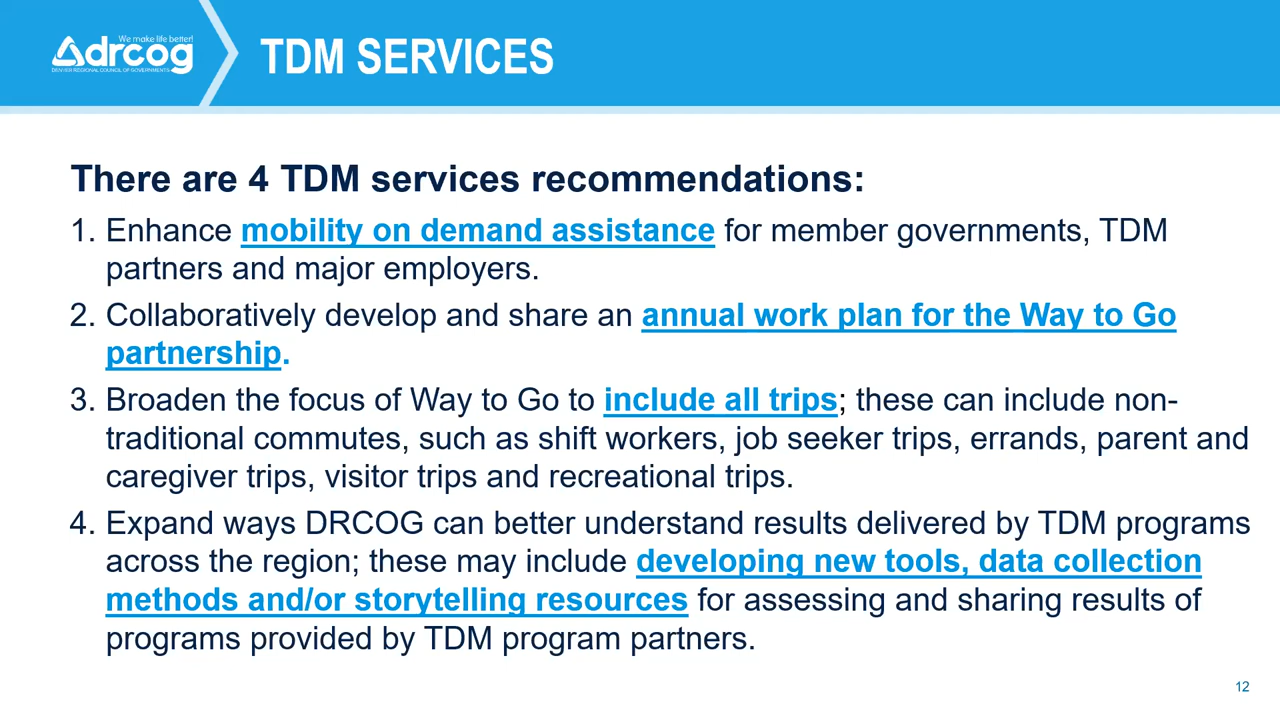 We make life better!
drcog
DENVER REGIONAL COUNCIL OF GOVERNMENTS
TDM SERVICES
There are 4 TDM services recommendations:
1. Enhance mobility on demand assistance for member governments, TDM
partners and major employers.
2. Collaboratively develop and share an annual work plan for the Way to Go
partnership.
3. Broaden the focus of Way to Go to include all trips; these can include non-
traditional commutes, such as shift workers, job seeker trips, errands, parent and
caregiver trips, visitor trips and recreational trips.
4. Expand ways DRCOG can better understand results delivered by TDM programs
across the region; these may include developing new tools, data collection
methods and/or storytelling resources for assessing and sharing results of
programs provided by TDM program partners.
12